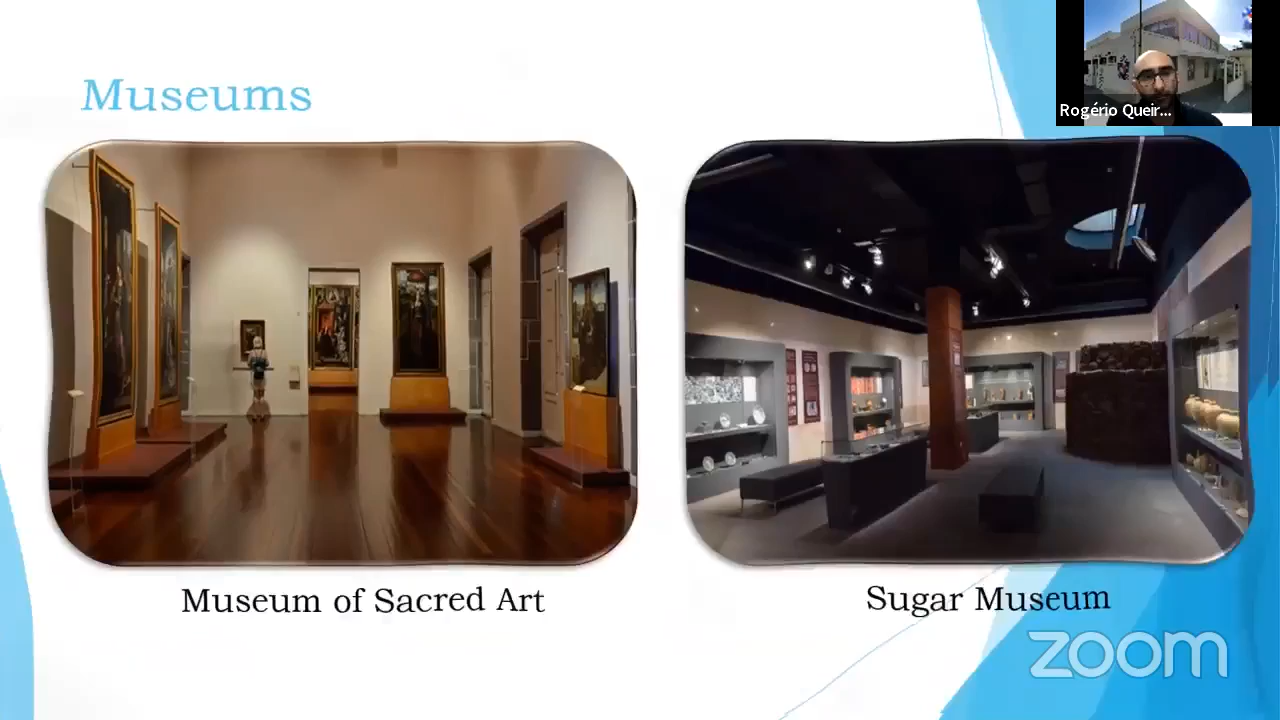 Museums
Rogério Queir...
Museum of Sacred Art
Sugar Museum
zoom